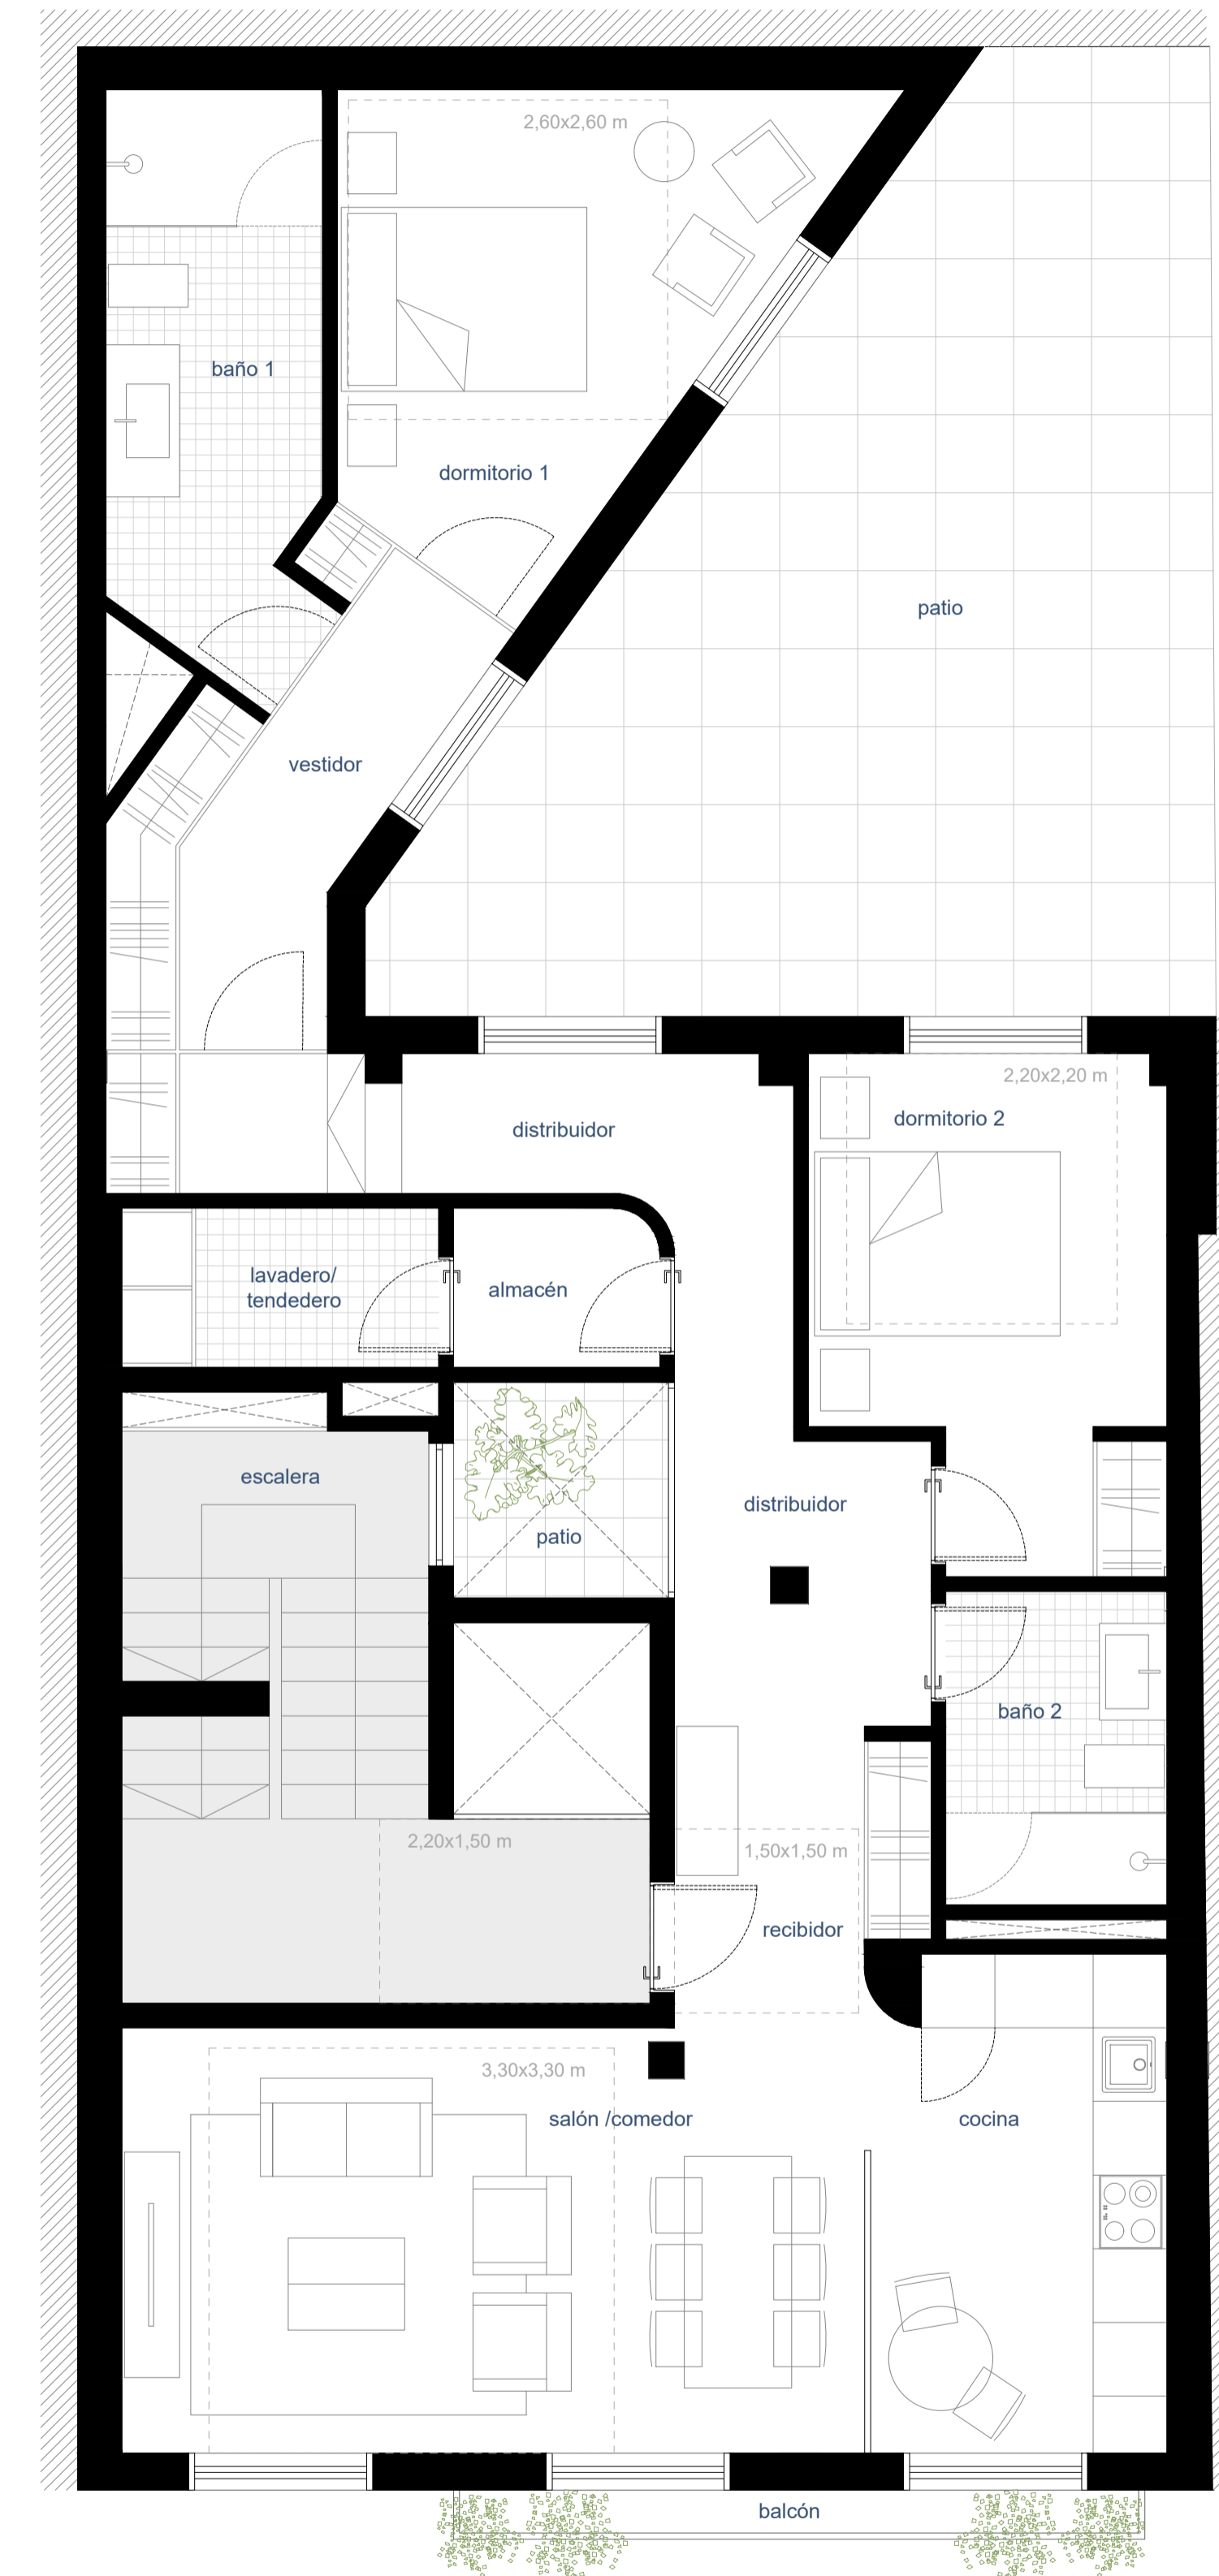 2,60x2,60 m
baño 1
dormitorio 1
patio
vestidor
2,20x2,20 m
dormitorio 2
distribuidor
lavadero/
tendedero
almacén
escalera
distribuidor
patio
baño 2
2,20x1,50 m
1,50x1,50 m
recibidor
3,30x3,30 m
salón /comedor
cocina
balcón